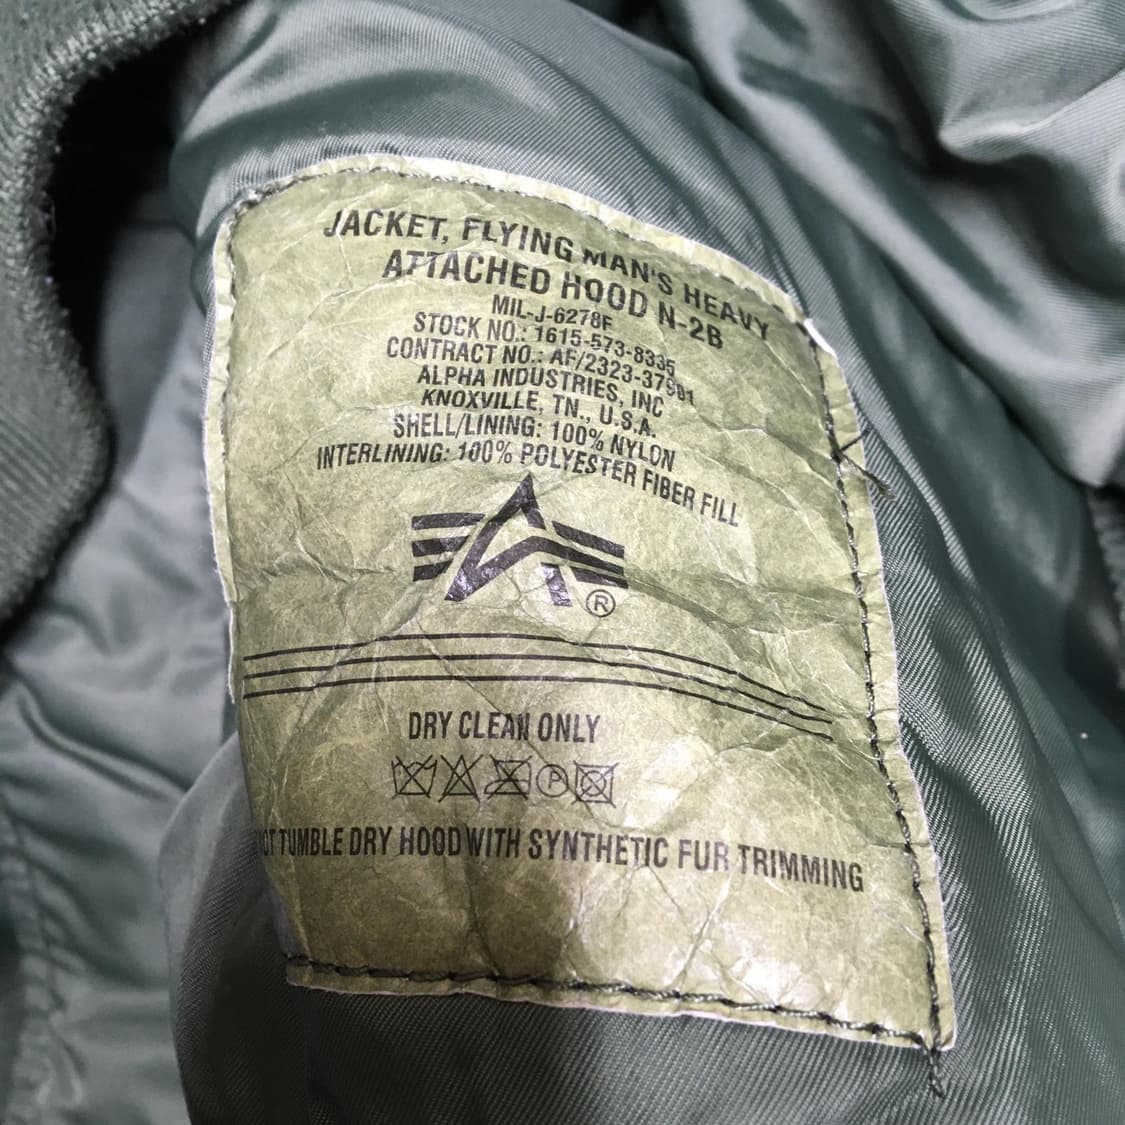 JACKET, FLYING MAN'S HEAVY
ATTACHED HOOD N-2B
MIL-J-6278F
STOCK NO.: 1615-573-8335
CONTRACT NO.: AF/2323-37991
ALPHA INDUSTRIES, INC
KNOXVILLE, TN., U.S.A.
SHELL/LINING: 100% NYLON
INTERLINING: 100% POLYESTER FIBER FILL
®
DRY CLEAN ONLY
P
NOT TUMBLE DRY HOOD WITH SYNTHETIC FUR TRIMMING